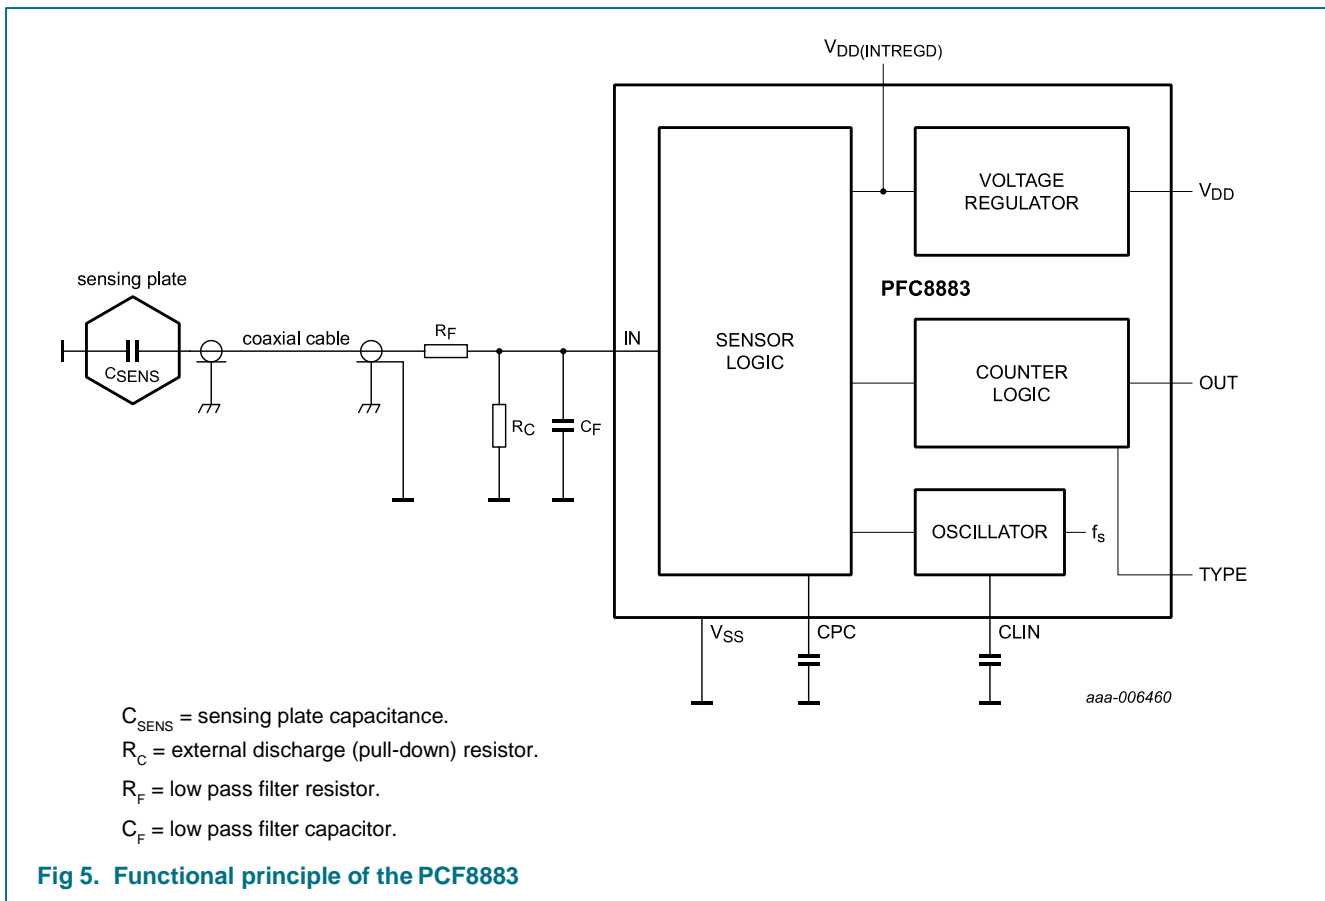 VDD(INTREGD)
VOLTAGE
REGULATOR
VDD
sensing plate
PFC8883
CSENS
coaxial cable
RF
IN
SENSOR
LOGIC
COUNTER
LOGIC
OUT
RC
CF
OSCILLATOR
fs
TYPE
VSS
CPC
CLIN
aaa-006460
CSENS = sensing plate capacitance.
RC = external discharge (pull-down) resistor.
RF = low pass filter resistor.
CF = low pass filter capacitor.
Fig 5. Functional principle of the PCF8883